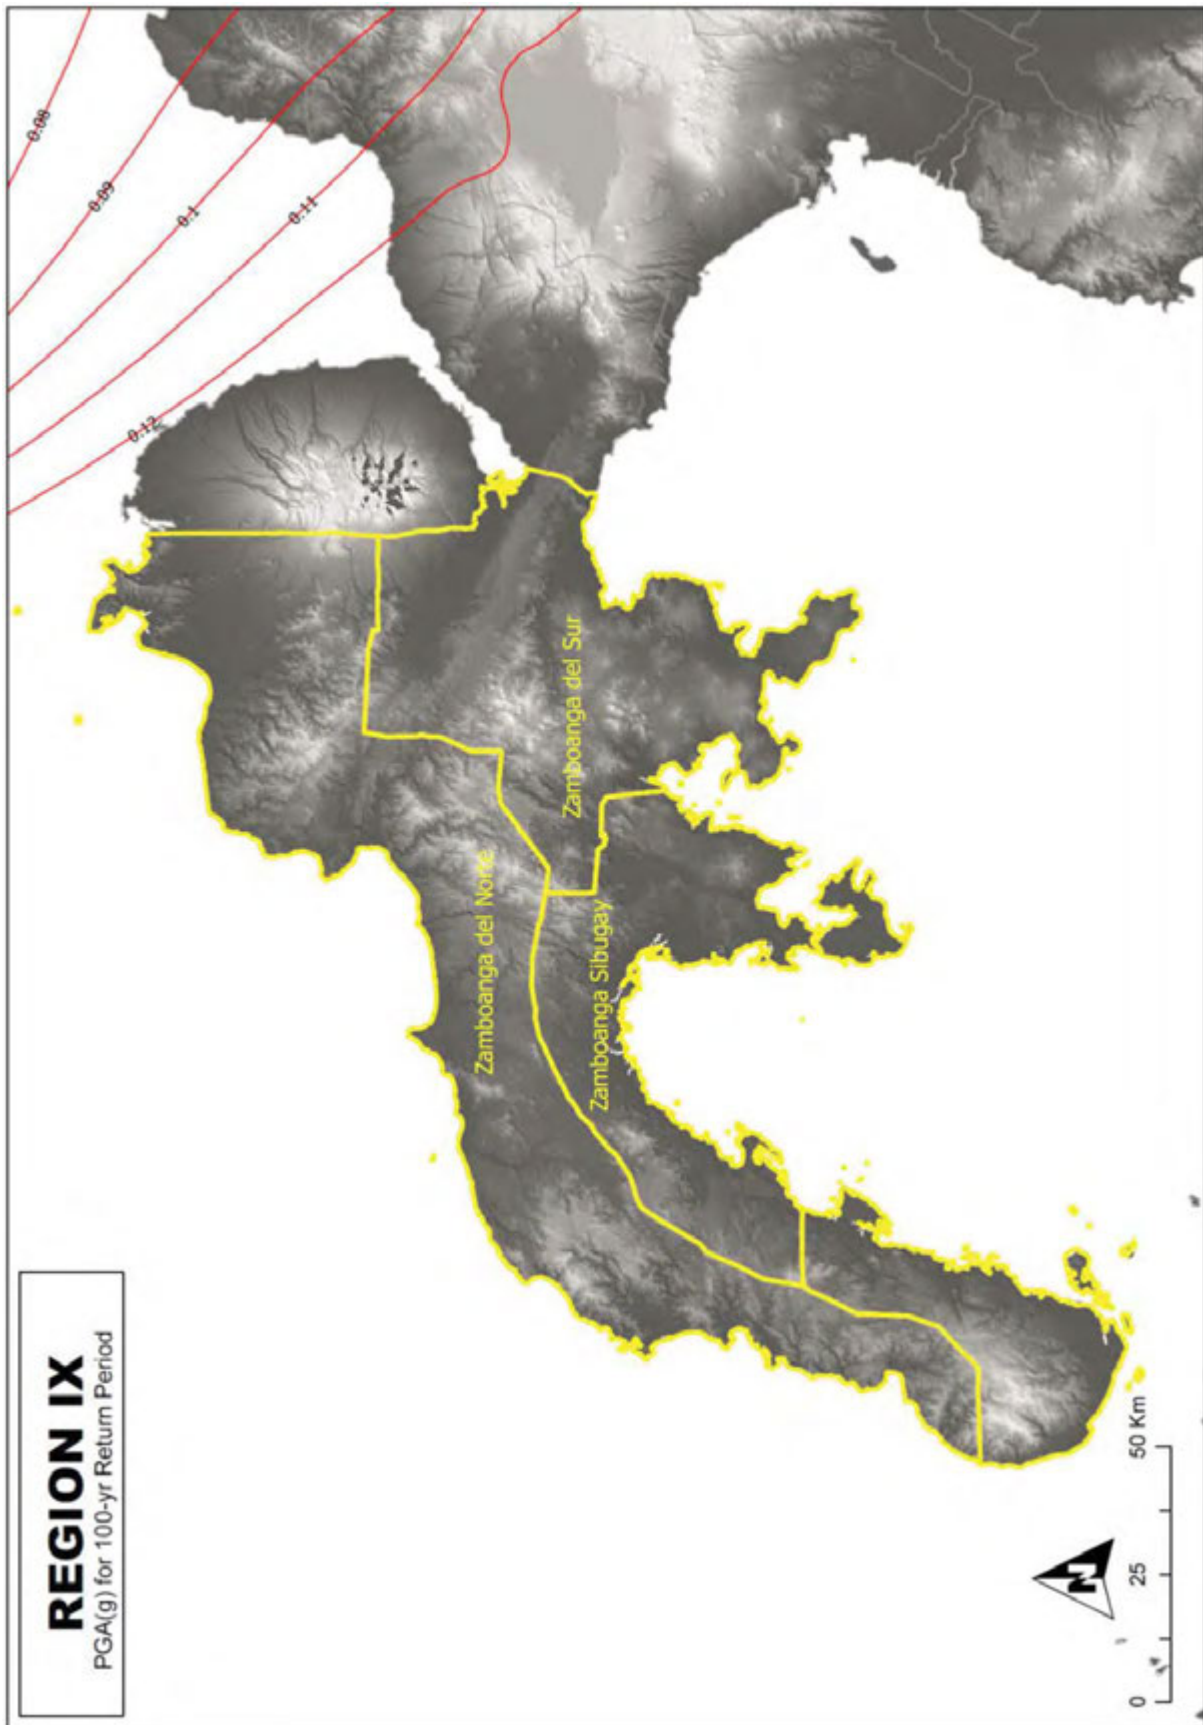 REGION IX
PGA(g) for 100-yr Return Period
0.08
0.09
0.1
0.11
0.12
Zamboanga del Norte
Zamboanga del Sur
Zamboanga Sibugay
N
0 25 50 Km